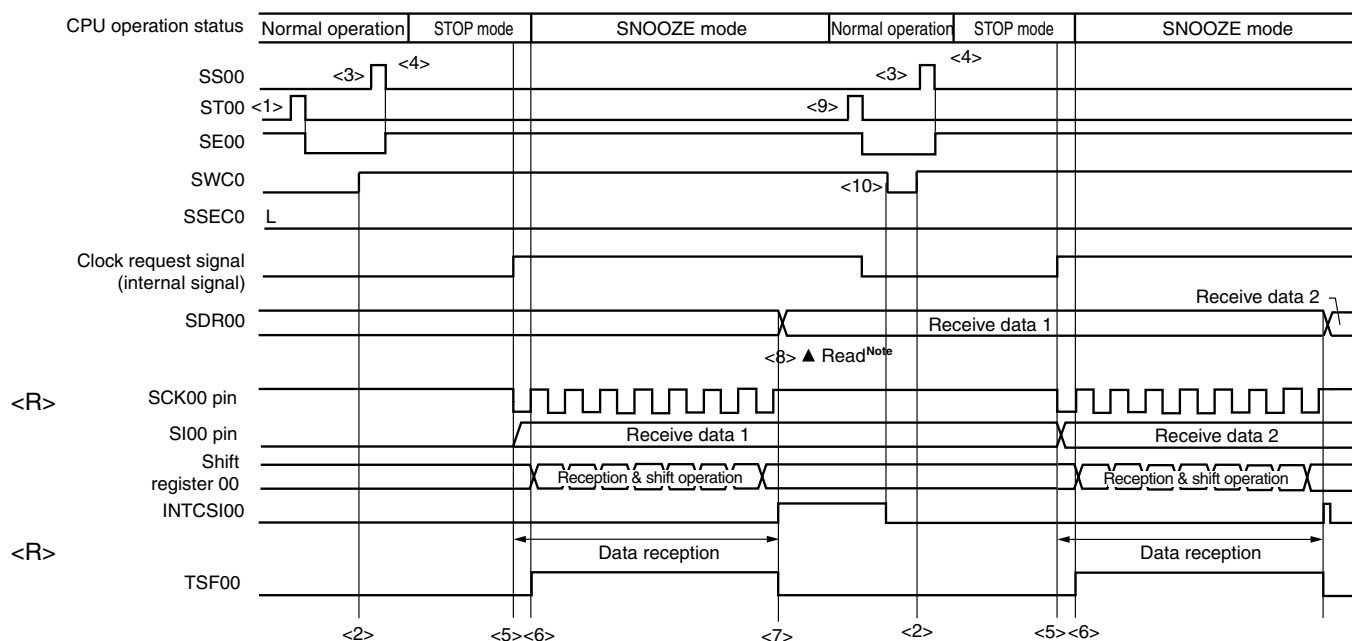 CPU operation status Normal operation STOP mode SNOOZE mode Normal operation STOP mode SNOOZE mode
SS00 <3> <4> <3> <4>
ST00 <1> <9>
SE00
SWC0 <10>
SSEC0 L
Clock request signal
(internal signal)
Receive data 2
SDR00 Receive data 1
<8> ▲ Read Note
<R> SCK00 pin
SI00 pin Receive data 1 Receive data 2
Shift
register 00 Reception & shift operation Reception & shift operation
INTCSI00
<R> Data reception Data reception
TSF00
<2> <5><6> <7> <2> <5><6>